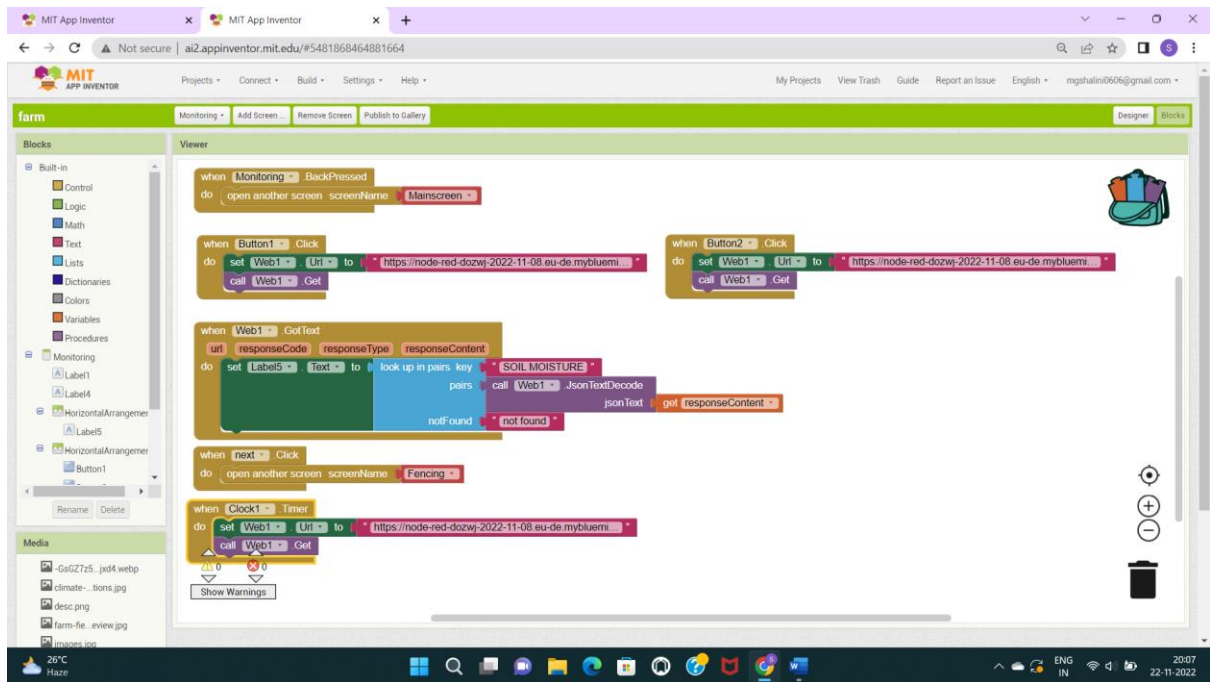 MIT App Inventor
MIT App Inventor
Not secure | ai2.appinventor.mit.edu/#5481868464881664
S
MIT
APP INVENTOR
Projects Connect Build Settings Help
My Projects View Trash Guide Report an Issue English mgshalini0606@gmail.com
farm
Monitoring Add Screen ... Remove Screen Publish to Gallery
Designer Blocks
Blocks
Viewer
Built-in
Control
Logic
Math
Text
Lists
Dictionaries
Colors
Variables
Procedures
Monitoring
Label1
Label4
HorizontalArrangemer
Label5
HorizontalArrangemer
Button1
Rename Delete
Media
-GsGZ7z5...jxd4.webp
climate-...tions.jpg
desc.png
farm-fie...eview.jpg
images.jpg
when Monitoring .BackPressed
do open another screen screenName Mainscreen
when Button1 .Click
do set Web1 . Url to " https://node-red-dozwj-2022-11-08.eu-de.mybluemi... "
call Web1 .Get
when Button2 .Click
do set Web1 . Url to " https://node-red-dozwj-2022-11-08.eu-de.mybluemi... "
call Web1 .Get
when Web1 .GotText
url responseCode responseType responseContent
do set Label5 . Text to look up in pairs key " SOIL MOISTURE "
pairs call Web1 .JsonTextDecode
jsonText get responseContent
notFound " not found "
when next .Click
do open another screen screenName Fencing
when Clock1 .Timer
do set Web1 . Url to " https://node-red-dozwj-2022-11-08.eu-de.mybluemi... "
call Web1 .Get
0 0
Show Warnings
26°C
Haze
ENG
IN
20:07
22-11-2022